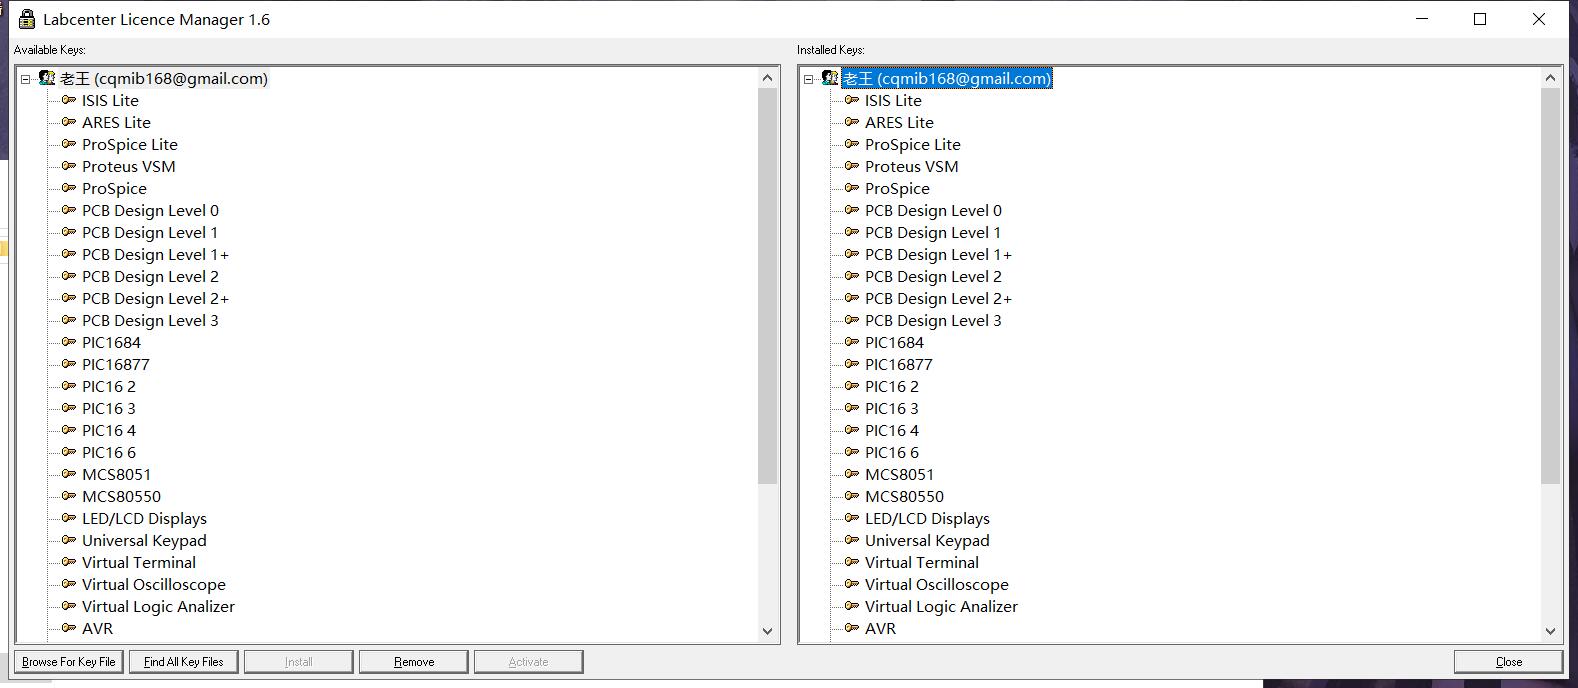 Labcenter Licence Manager 1.6
Available Keys:
老王 (cqmib168@gmail.com)
ISIS Lite
ARES Lite
ProSpice Lite
Proteus VSM
ProSpice
PCB Design Level 0
PCB Design Level 1
PCB Design Level 1+
PCB Design Level 2
PCB Design Level 2+
PCB Design Level 3
PIC1684
PIC16877
PIC16 2
PIC16 3
PIC16 4
PIC16 6
MCS8051
MCS80550
LED/LCD Displays
Universal Keypad
Virtual Terminal
Virtual Oscilloscope
Virtual Logic Analizer
AVR
Installed Keys:
老王 (cqmib168@gmail.com)
ISIS Lite
ARES Lite
ProSpice Lite
Proteus VSM
ProSpice
PCB Design Level 0
PCB Design Level 1
PCB Design Level 1+
PCB Design Level 2
PCB Design Level 2+
PCB Design Level 3
PIC1684
PIC16877
PIC16 2
PIC16 3
PIC16 4
PIC16 6
MCS8051
MCS80550
LED/LCD Displays
Universal Keypad
Virtual Terminal
Virtual Oscilloscope
Virtual Logic Analizer
AVR
Browse For Key File
Find All Key Files
Install
Remove
Activate
Close